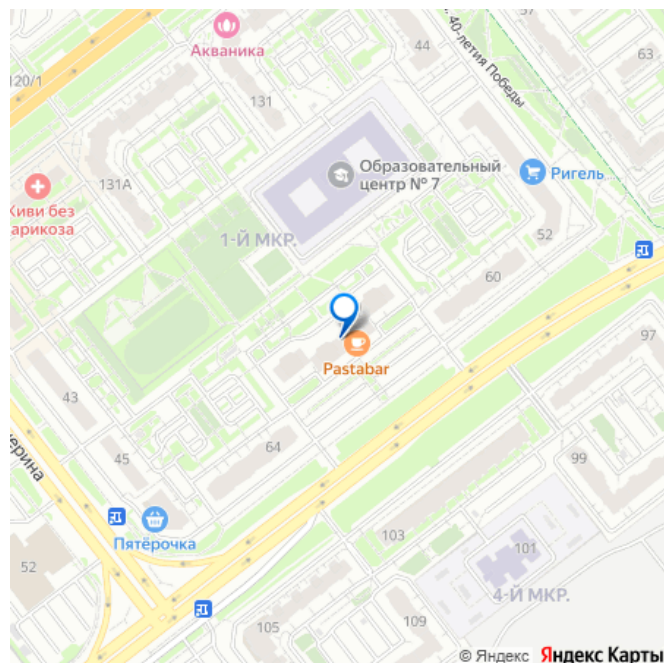 Акваника
44
40-летия Победы
63
120/1
131
Образовательный
центр № 7
Ригель
131А
Киви без
арикоза
1-Й МКР.
52
60
Pastabar
97
43
64
45
ерина
99
Пятёрочка
103
101
52
4-Й МКР.
105
109
© Яндекс Яндекс Карты